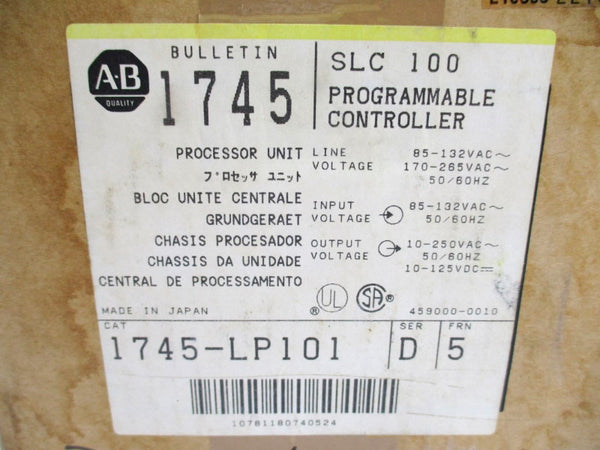 A-B
QUALITY
BULLETIN
1745
SLC 100
PROGRAMMABLE
CONTROLLER
PROCESSOR UNIT
プロセッサ ユニット
BLOC UNITE CENTRALE
GRUNDGERAET
CHASIS PROCESADOR
CHASSIS DA UNIDADE
CENTRAL DE PROCESSAMENTO
LINE 85-132VAC~
VOLTAGE 170-265VAC~
50/60HZ
INPUT 85-132VAC~
VOLTAGE 50/60HZ
OUTPUT 10-250VAC~
VOLTAGE 50/60HZ
10-125VDC⎓
UL ® SA ®
MADE IN JAPAN
459000-0010
CAT SER FRN
1745-LP101 D 5
10781180740524